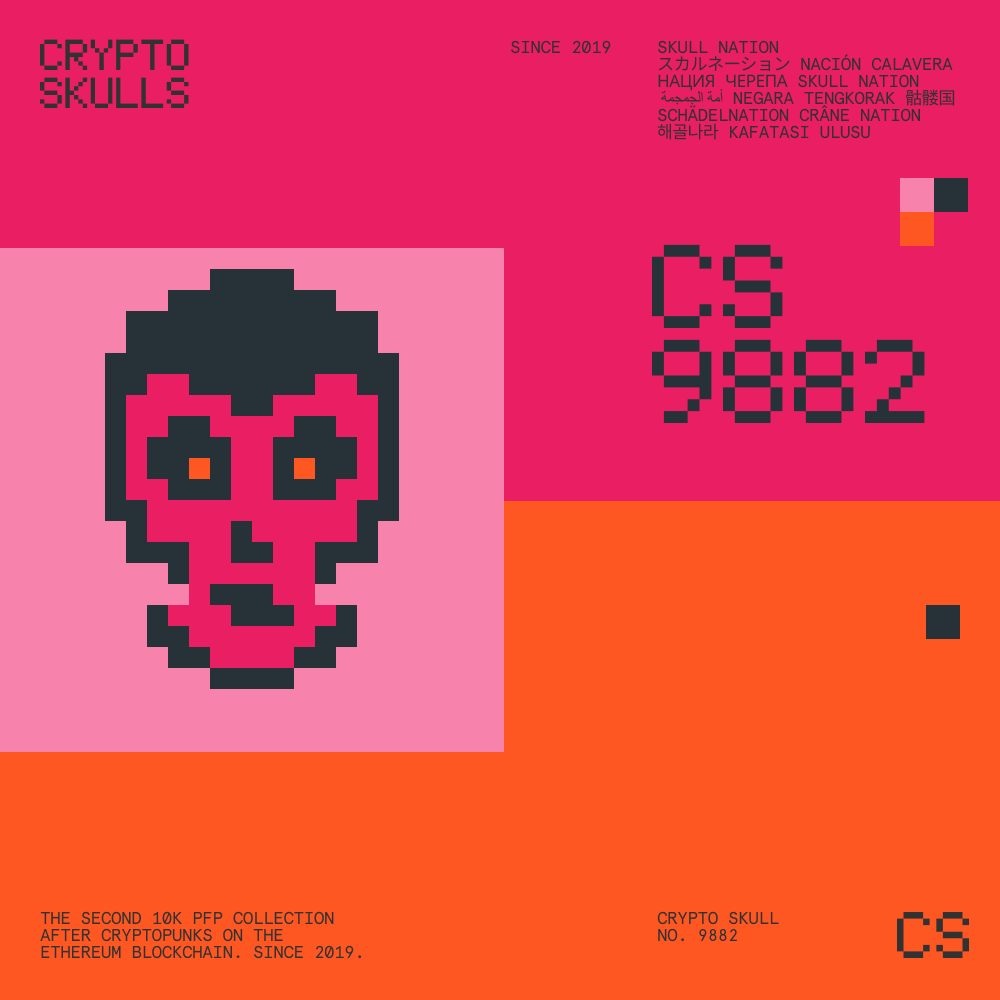 CRYPTO
SKULLS
SINCE 2019
SKULL NATION
スカルネーション NACIÓN CALAVERA
НАЦИЯ ЧЕРЕПА SKULL NATION
أمة الجمجمة NEGARA TENGKORAK 骷髅国
SCHÄDELNATION CRÂNE NATION
해골나라 KAFATASI ULUSU
CS
9882
THE SECOND 10K PFP COLLECTION
AFTER CRYPTOPUNKS ON THE
ETHEREUM BLOCKCHAIN. SINCE 2019.
CRYPTO SKULL
NO. 9882
CS